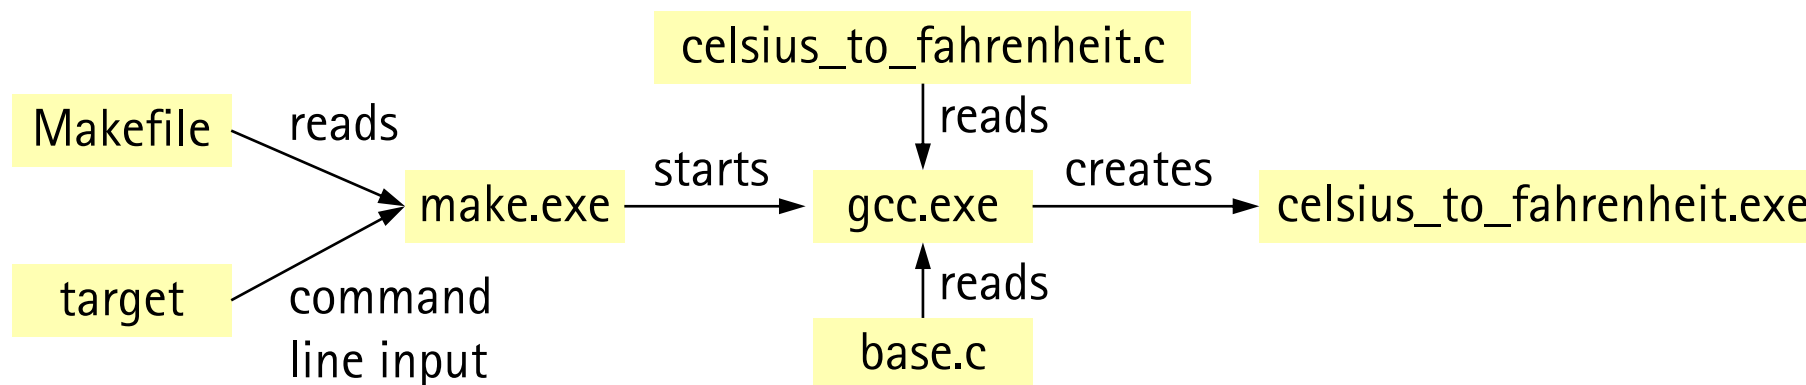 celsius_to_fahrenheit.c
Makefile
reads
reads
make.exe
starts
gcc.exe
creates
celsius_to_fahrenheit.exe
target
command
line input
reads
base.c